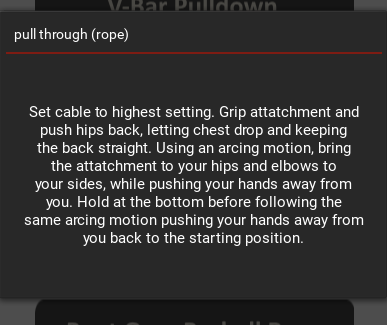 V-Bar Pulldown
pull through (rope)
Set cable to highest setting. Grip attatchment and
push hips back, letting chest drop and keeping
the back straight. Using an arcing motion, bring
the attatchment to your hips and elbows to
your sides, while pushing your hands away from
you. Hold at the bottom before following the
same arcing motion pushing your hands away from
you back to the starting position.